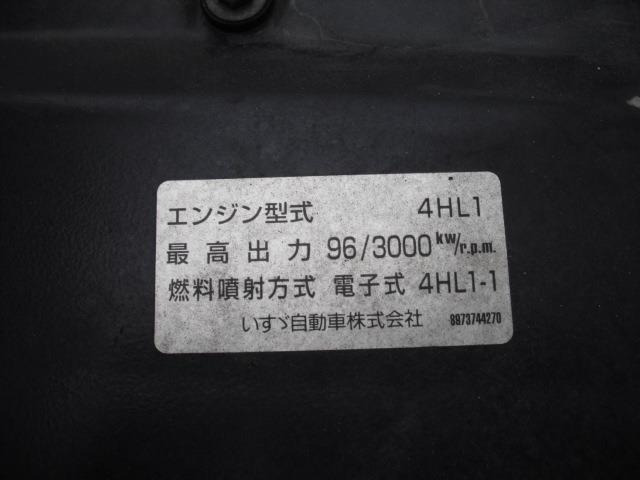 エンジン型式 4HL1
最高出力 96/3000 kw/r.p.m.
燃料噴射方式 電子式 4HL1-1
いすゞ自動車株式会社 8973744270